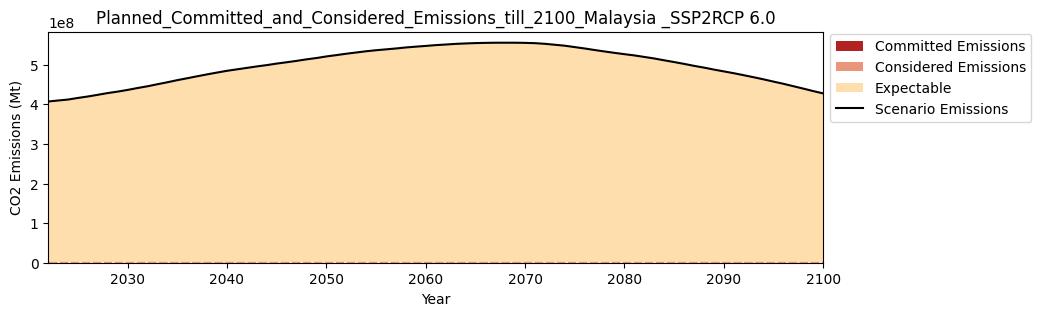 Planned_Committed_and_Considered_Emissions_till_2100_Malaysia _SSP2RCP 6.0
1e8
Committed Emissions
Considered Emissions
Expectable
Scenario Emissions
CO2 Emissions (Mt)
5
4
3
2
1
0
2030 2040 2050 2060 2070 2080 2090 2100
Year